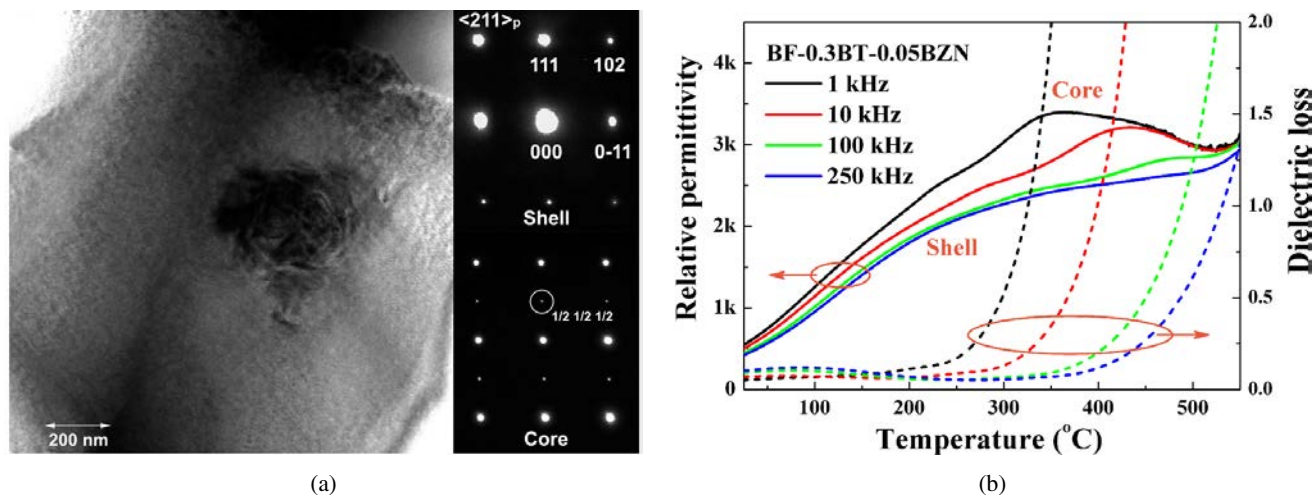 <211>p
111 102
000 0-11
Shell
1/2 1/2 1/2
Core
200 nm
(a)
BF-0.3BT-0.05BZN
1 kHz
10 kHz
100 kHz
250 kHz
Core
Shell
4k
3k
2k
1k
0
2.0
1.5
1.0
0.5
0.0
100 200 300 400 500
Relative permittivity
Dielectric loss
Temperature (°C)
(b)